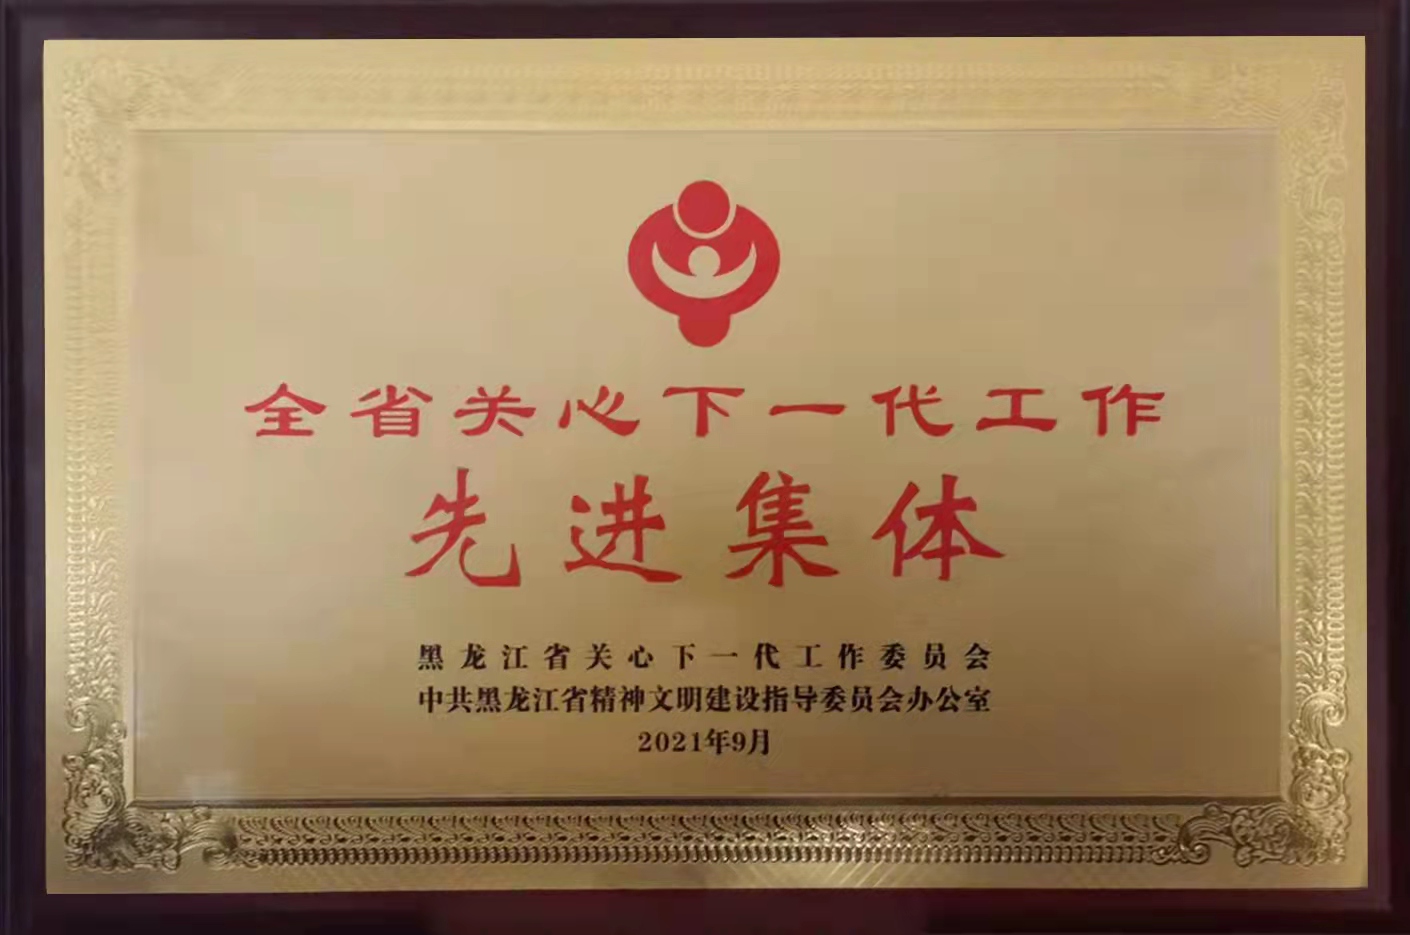 全省关心下一代工作
先进集体
黑龙江省关心下一代工作委员会
中共黑龙江省精神文明建设指导委员会办公室
2021年9月